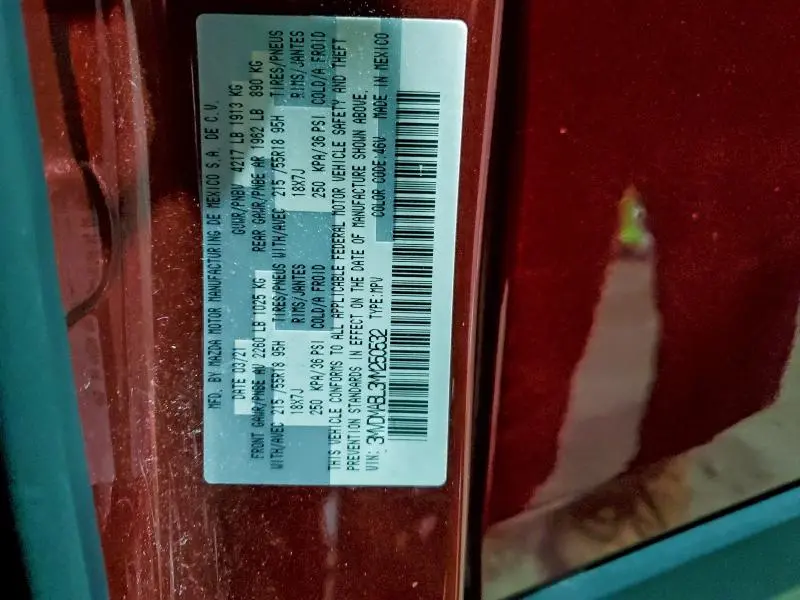 MFD. BY MAZDA MOTOR MANUFACTURING DE MEXICO S.A. DE C.V.
DATE 03/21 GVWR/PNBV 4217 LB 1913 KG
FRONT GAWR/PNBE AV 2260 LB 1025 KG REAR GAWR/PNBE AR 1962 LB 890 KG
WITH/AVEC 215 /55R18 95H TIRES/PNEUS WITH/AVEC 215 /55R18 95H TIRES/PNEUS
18X7J RIMS/JANTES 18X7J RIMS/JANTES
250 KPA/36 PSI COLD/A FROID 250 KPA/36 PSI COLD/A FROID
THIS VEHICLE CONFORMS TO ALL APPLICABLE FEDERAL MOTOR VEHICLE SAFETY AND THEFT
PREVENTION STANDARDS IN EFFECT ON THE DATE OF MANUFACTURE SHOWN ABOVE.
VIN: TYPE:MPV COLOR CODE:46V MADE IN MEXICO